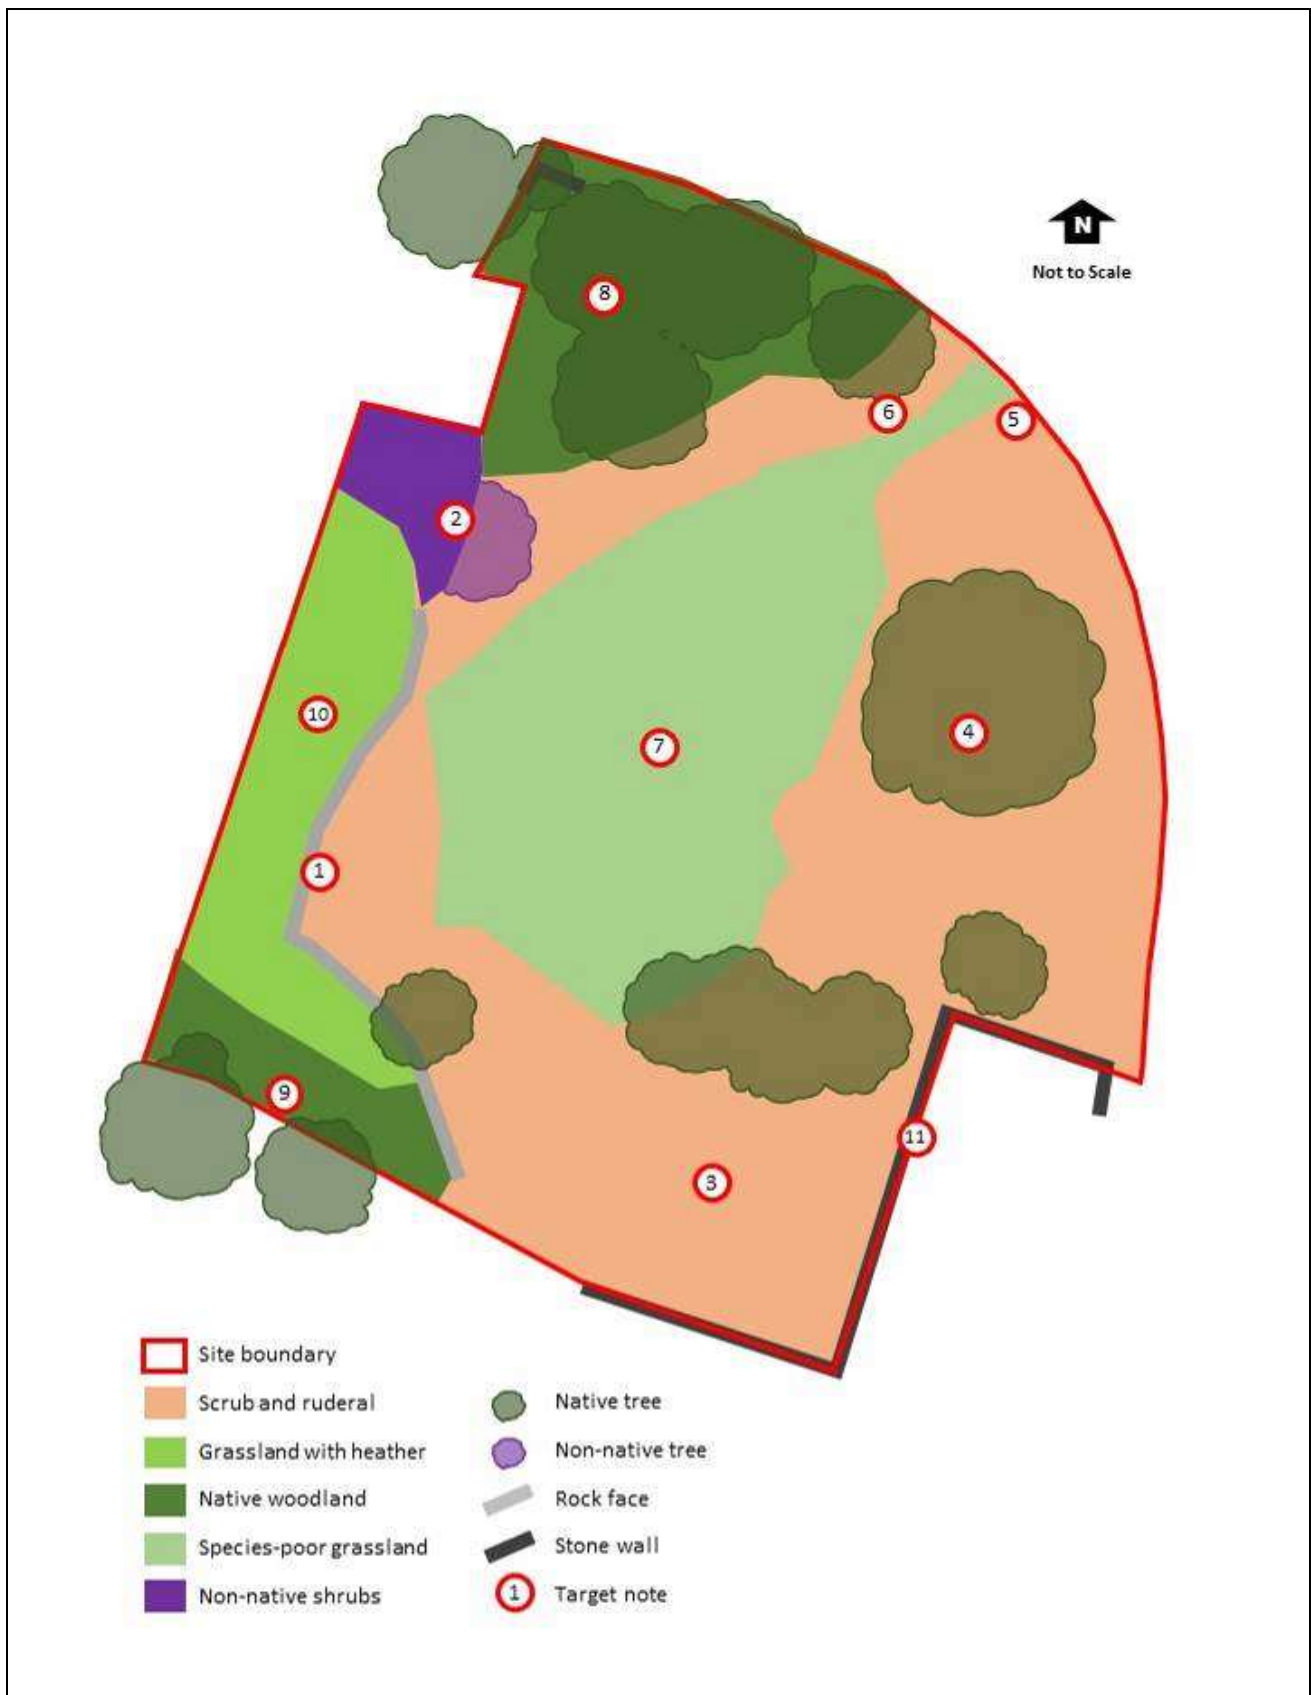 N
Not to Scale
8
6
5
2
10
7
4
1
9
11
3
Site boundary
Scrub and ruderal
Grassland with heather
Native woodland
Species-poor grassland
Non-native shrubs
Native tree
Non-native tree
Rock face
Stone wall
1
Target note